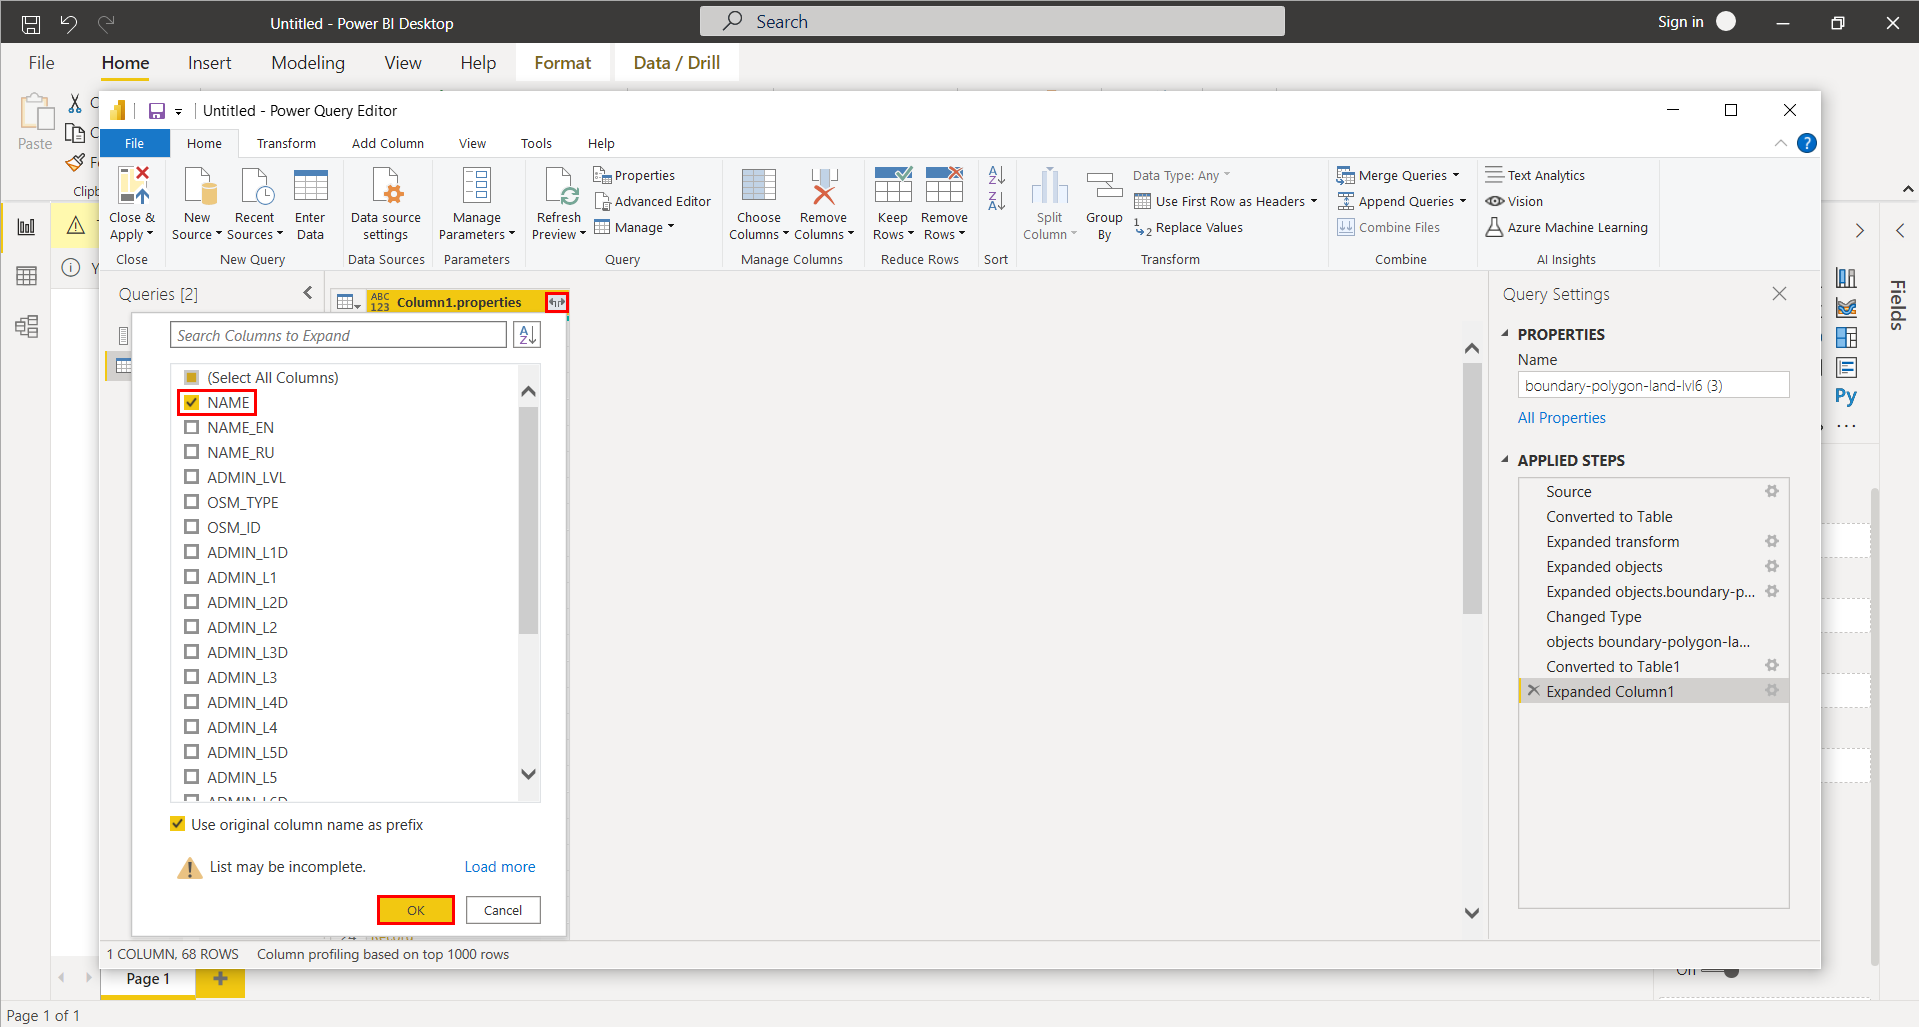 Untitled - Power BI Desktop
Search
Sign in
File
Home
Insert
Modeling
View
Help
Format
Data / Drill
Paste
Untitled - Power Query Editor
File
Home
Transform
Add Column
View
Tools
Help
?
Close &
Apply
Close
New
Source
Recent
Sources
Enter
Data
New Query
Data source
settings
Data Sources
Manage
Parameters
Parameters
Refresh
Preview
Properties
Advanced Editor
Manage
Query
Choose
Columns
Remove
Columns
Manage Columns
Keep
Rows
Remove
Rows
Reduce Rows
Sort
Split
Column
Group
By
Data Type: Any
Use First Row as Headers
Replace Values
Transform
Merge Queries
Append Queries
Combine Files
Combine
Text Analytics
Vision
Azure Machine Learning
AI Insights
Queries [2]
ABC
123
Column1.properties
Search Columns to Expand
(Select All Columns)
NAME
NAME_EN
NAME_RU
ADMIN_LVL
OSM_TYPE
OSM_ID
ADMIN_L1D
ADMIN_L1
ADMIN_L2D
ADMIN_L2
ADMIN_L3D
ADMIN_L3
ADMIN_L4D
ADMIN_L4
ADMIN_L5D
ADMIN_L5
ADMIN_L6D
Use original column name as prefix
List may be incomplete.
Load more
OK
Cancel
1 COLUMN, 68 ROWS
Column profiling based on top 1000 rows
Query Settings
PROPERTIES
Name
boundary-polygon-land-lvl6 (3)
All Properties
APPLIED STEPS
Source
Converted to Table
Expanded transform
Expanded objects
Expanded objects.boundary-p...
Changed Type
objects boundary-polygon-la...
Converted to Table1
Expanded Column1
Fields
Py
Page 1
Page 1 of 1